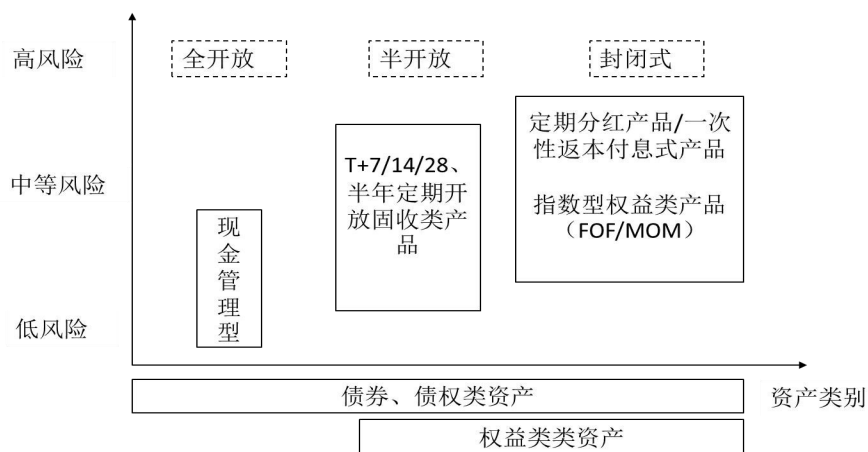 高风险
全开放
半开放
封闭式
定期分红产品/一次
性返本付息式产品
指数型权益类产品
（FOF/MOM）
T+7/14/28、
半年定期开
放固收类产
品
中等风险
现
金
管
理
型
低风险
债券、债权类资产
资产类别
权益类类资产